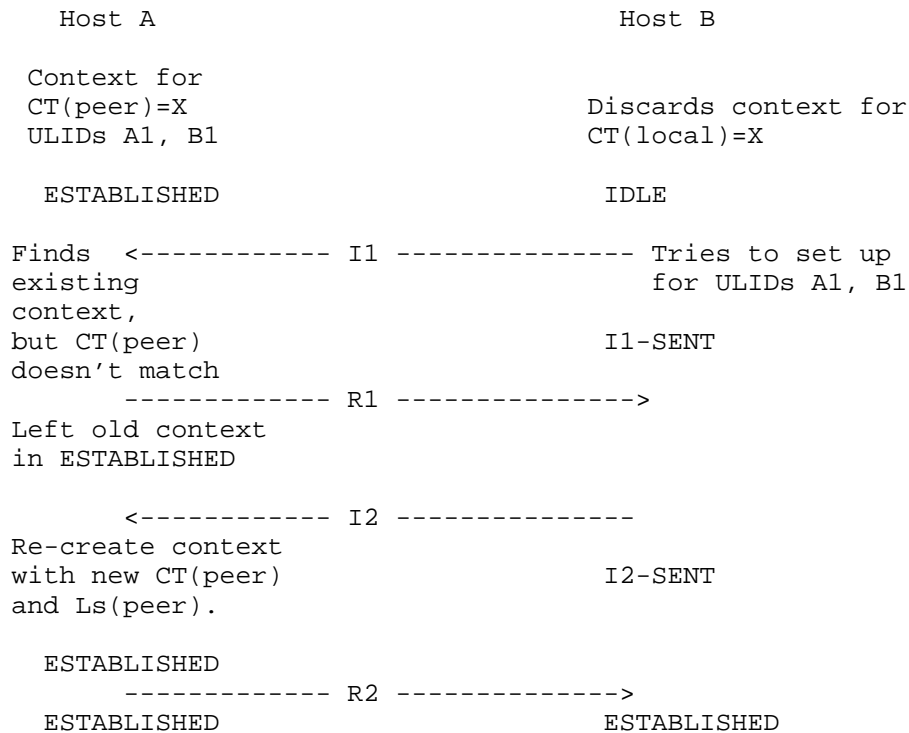 Host A                                          Host B
Context for
CT(peer)=X                        Discards context for
ULIDs A1, B1                      CT(local)=X
ESTABLISHED                        IDLE
Finds  <------------ I1 --------------- Tries to set up
existing                                for ULIDs A1, B1
context,
but CT(peer)                         I1-SENT
doesn't match
------------- R1 --------------->
Left old context
in ESTABLISHED
<------------ I2 ---------------
Re-create context
with new CT(peer)                    I2-SENT
and Ls(peer).
ESTABLISHED
------------- R2 -------------->
ESTABLISHED                        ESTABLISHED